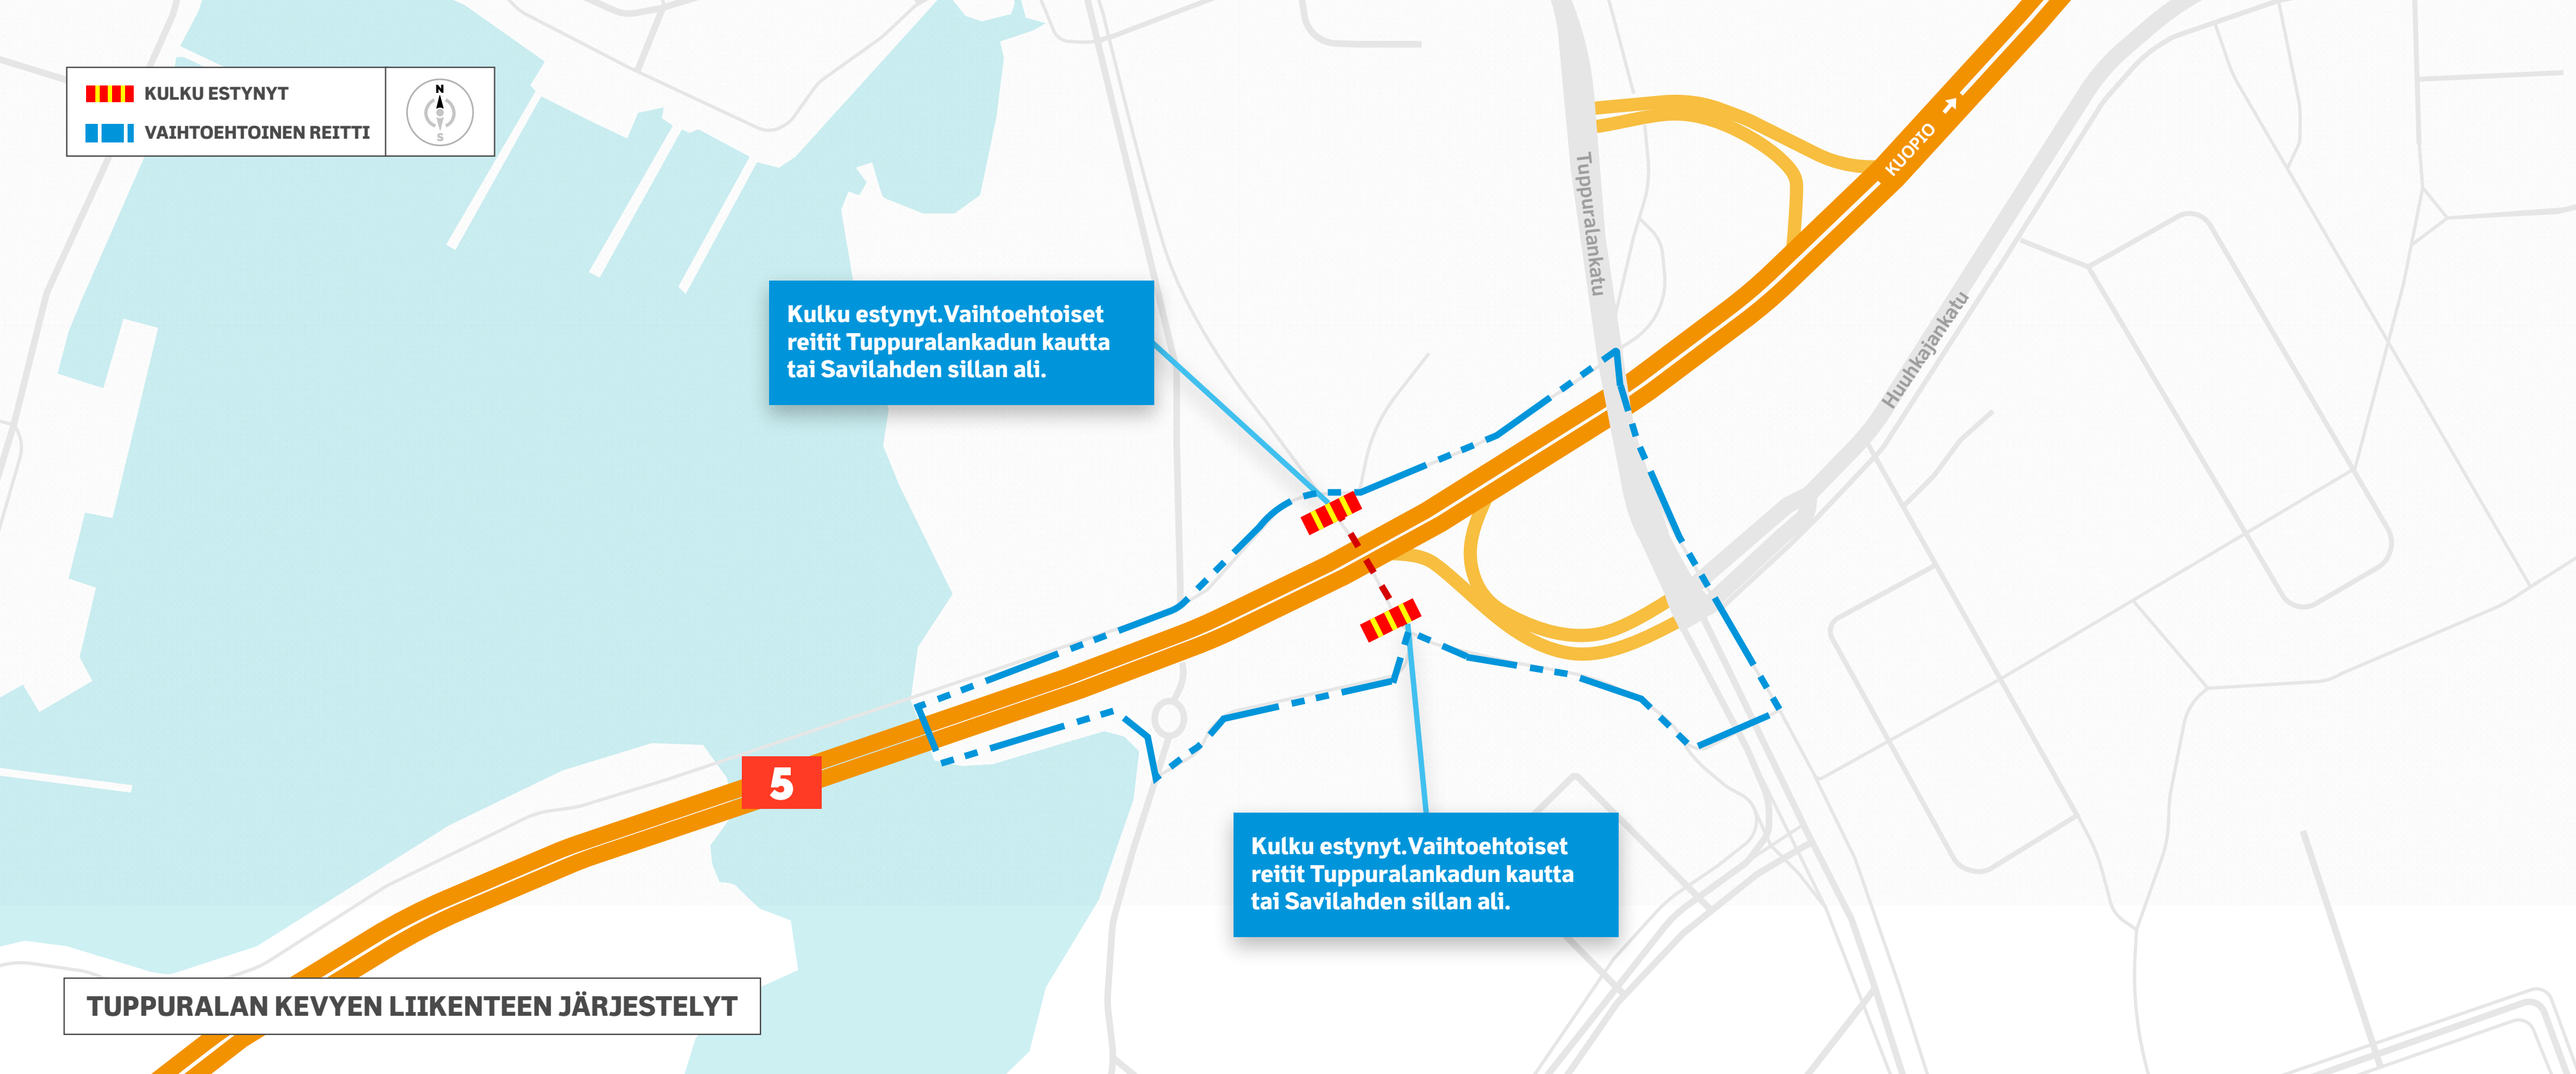 KULKU ESTYNYT
VAIHTOEHTOINEN REITTI
N
S
KUOPIO
Tuppuralankatu
Huuhkajankatu
Kulku estynyt.Vaihtoehtoiset
reitit Tuppuralankadun kautta
tai Savilahden sillan ali.
5
Kulku estynyt.Vaihtoehtoiset
reitit Tuppuralankadun kautta
tai Savilahden sillan ali.
TUPPURALAN KEVYEN LIIKENTEEN JÄRJESTELYT